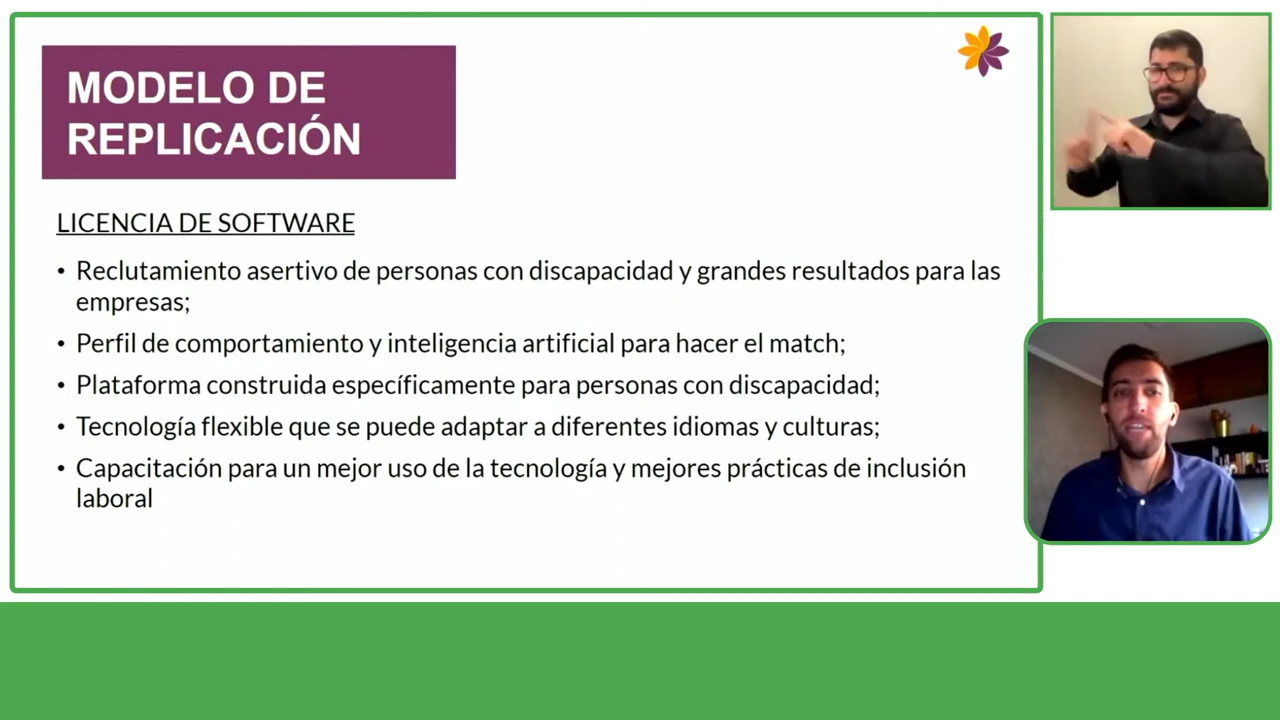 MODELO DE
REPLICACIÓN
LICENCIA DE SOFTWARE
• Reclutamiento asertivo de personas con discapacidad y grandes resultados para las
empresas;
• Perfil de comportamiento y inteligencia artificial para hacer el match;
• Plataforma construida específicamente para personas con discapacidad;
• Tecnología flexible que se puede adaptar a diferentes idiomas y culturas;
• Capacitación para un mejor uso de la tecnología y mejores prácticas de inclusión
laboral